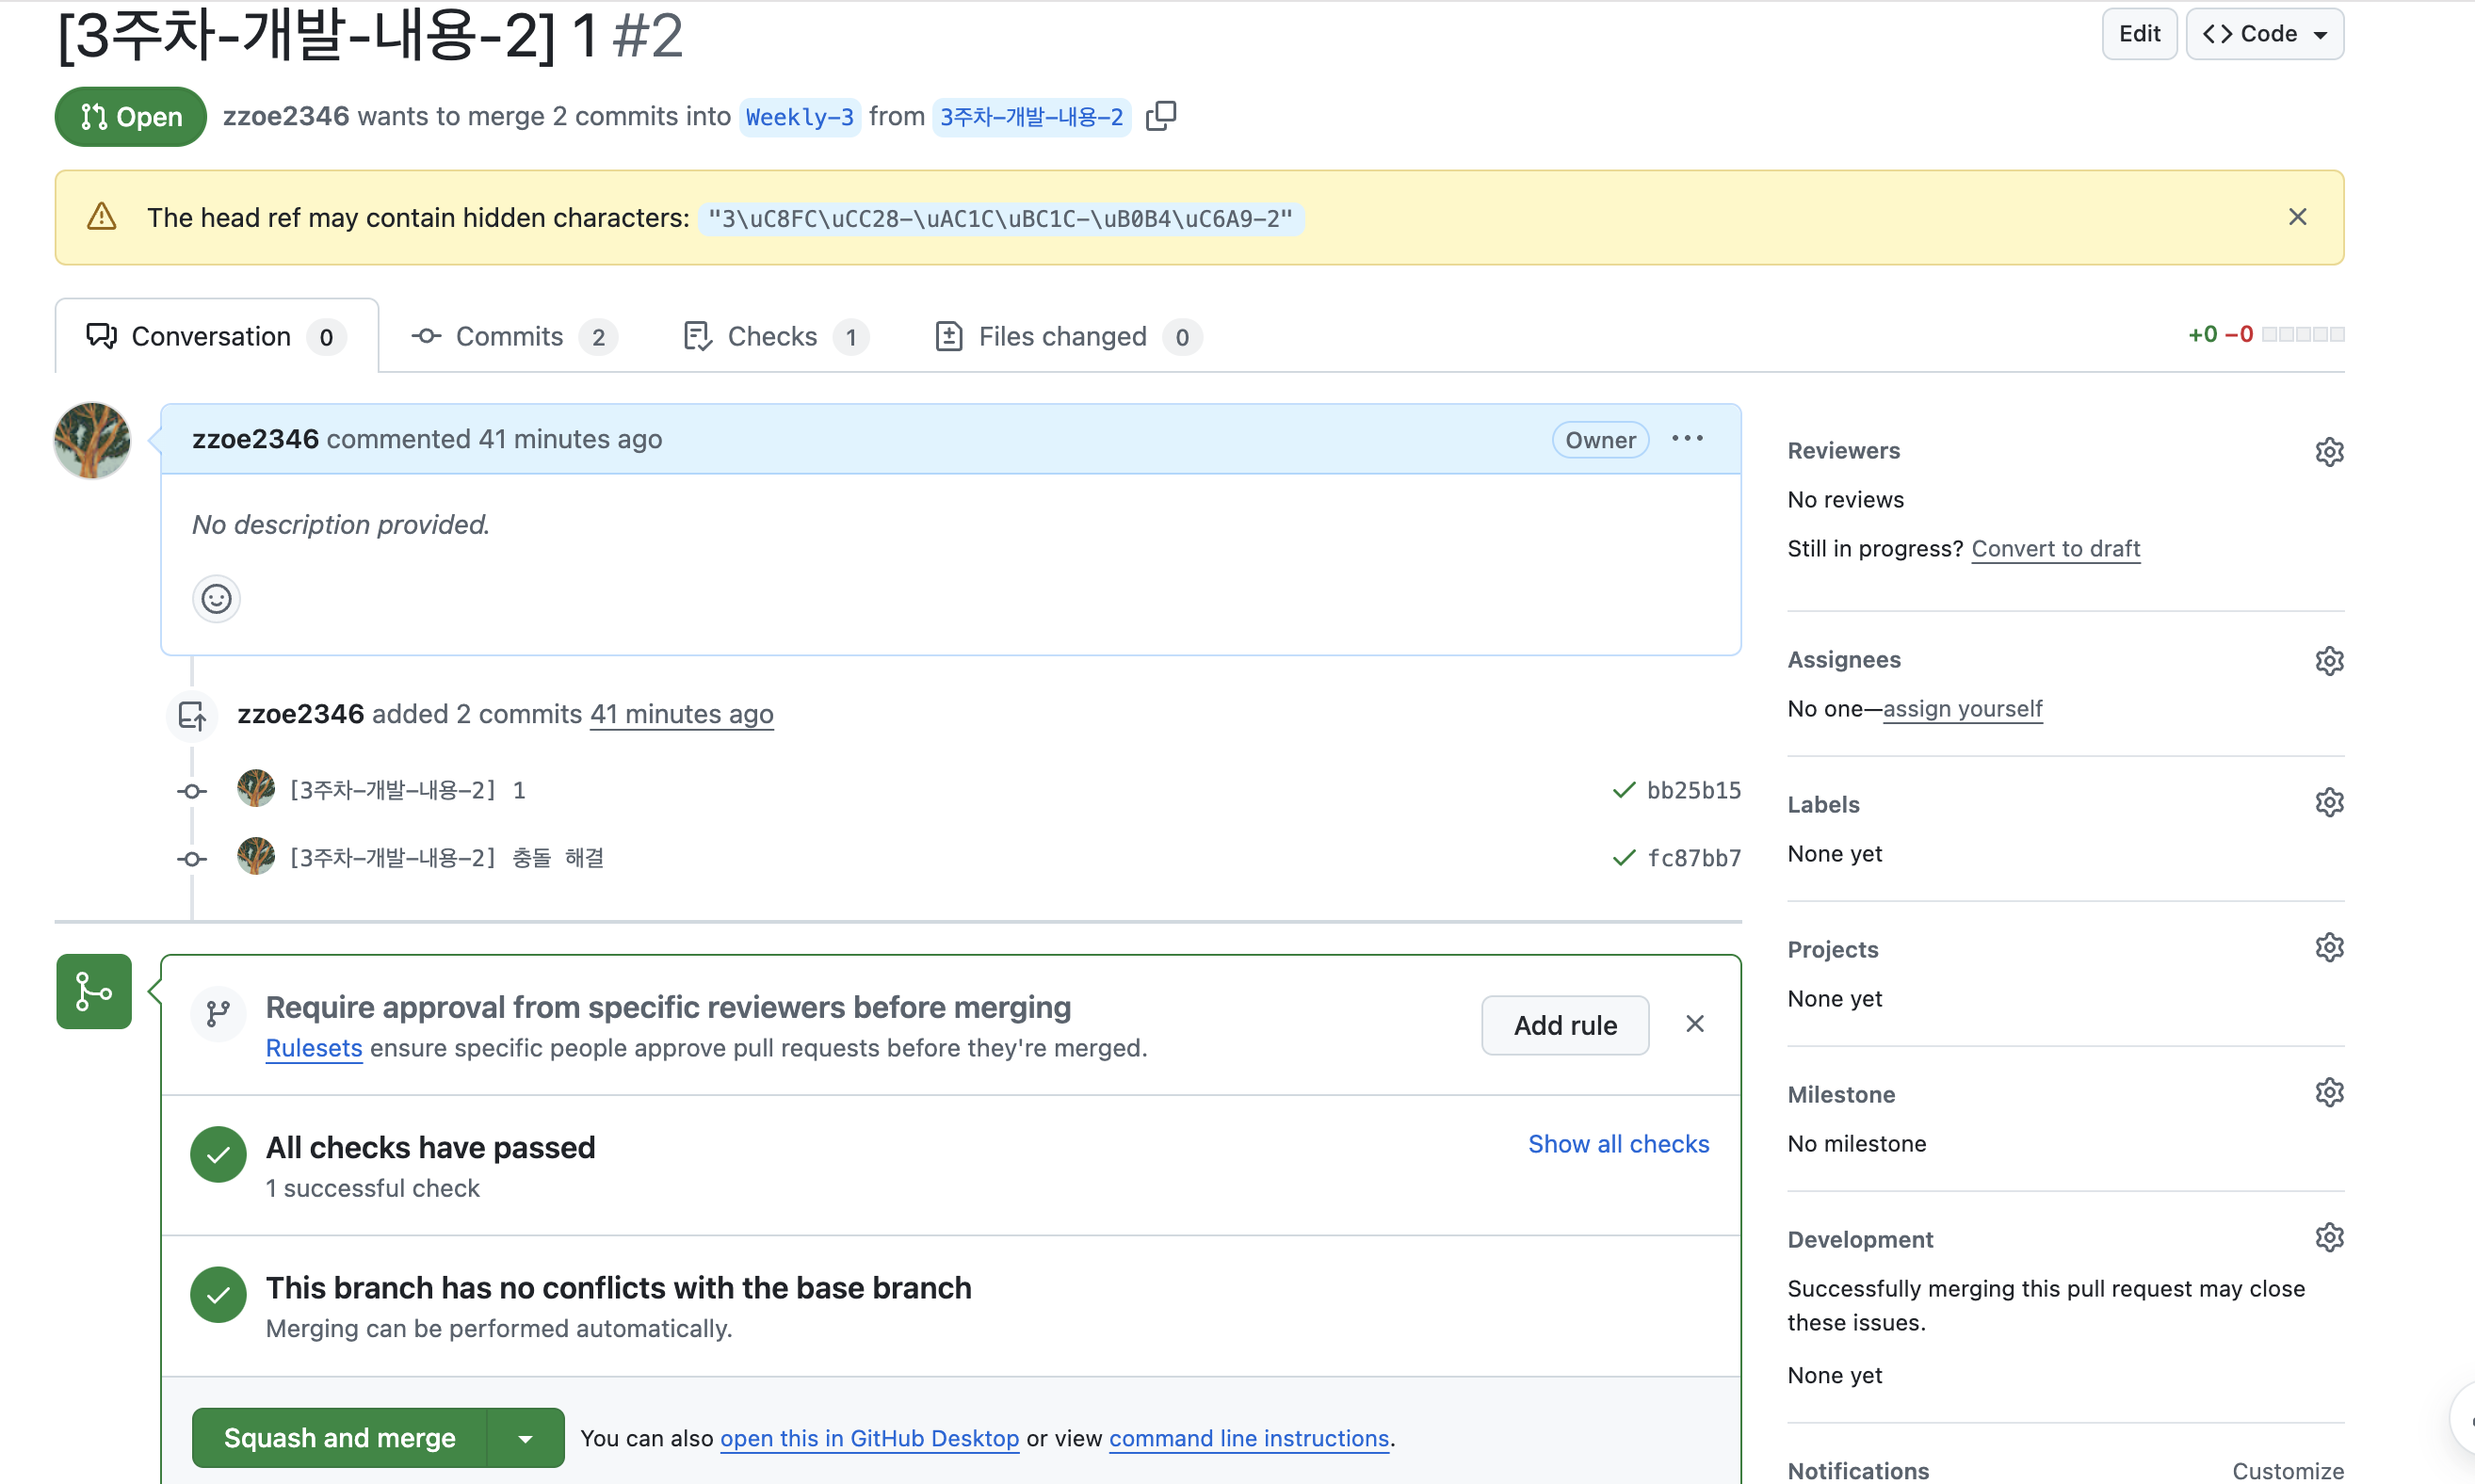 [3주차-개발-내용-2] 1 #2
Edit
Code
Open
zzoe2346 wants to merge 2 commits into Weekly-3 from 3주차-개발-내용-2
The head ref may contain hidden characters: "3\uC8FC\uCC28-\uAC1C\uBC1C-\uB0B4\uC6A9-2"
Conversation 0
Commits 2
Checks 1
Files changed 0
+0 −0
zzoe2346 commented 41 minutes ago
Owner
No description provided.
zzoe2346 added 2 commits 41 minutes ago
[3주차-개발-내용-2] 1
bb25b15
[3주차-개발-내용-2] 충돌 해결
fc87bb7
Require approval from specific reviewers before merging
Rulesets ensure specific people approve pull requests before they're merged.
Add rule
All checks have passed
1 successful check
Show all checks
This branch has no conflicts with the base branch
Merging can be performed automatically.
Squash and merge
You can also open this in GitHub Desktop or view command line instructions.
Reviewers
No reviews
Still in progress? Convert to draft
Assignees
No one—assign yourself
Labels
None yet
Projects
None yet
Milestone
No milestone
Development
Successfully merging this pull request may close
these issues.
None yet
Notifications
Customize